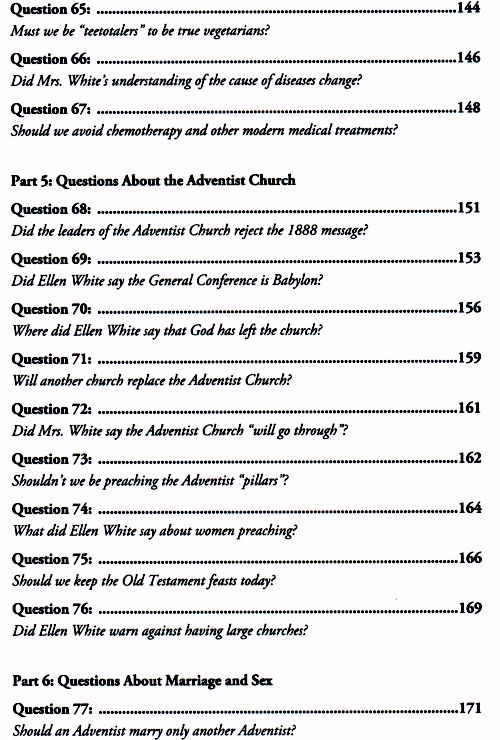 Question 65: ........................................................................................144
Must we be “teetotalers” to be true vegetarians?
Question 66: ........................................................................................146
Did Mrs. White’s understanding of the cause of diseases change?
Question 67: ........................................................................................148
Should we avoid chemotherapy and other modern medical treatments?
Part 5: Questions About the Adventist Church
Question 68: ........................................................................................151
Did the leaders of the Adventist Church reject the 1888 message?
Question 69: ........................................................................................153
Did Ellen White say the General Conference is Babylon?
Question 70: ........................................................................................156
Where did Ellen White say that God has left the church?
Question 71: ........................................................................................159
Will another church replace the Adventist Church?
Question 72: ........................................................................................161
Did Mrs. White say the Adventist Church “will go through”?
Question 73: ........................................................................................162
Shouldn’t we be preaching the Adventist “pillars”?
Question 74: ........................................................................................164
What did Ellen White say about women preaching?
Question 75: ........................................................................................166
Should we keep the Old Testament feasts today?
Question 76: ........................................................................................169
Did Ellen White warn against having large churches?
Part 6: Questions About Marriage and Sex
Question 77: ........................................................................................171
Should an Adventist marry only another Adventist?